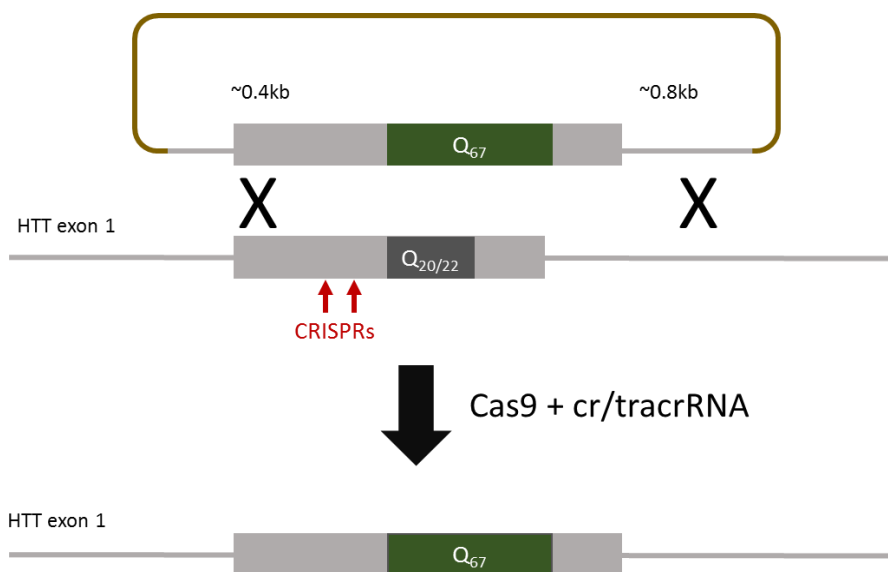 ~0.4kb
~0.8kb
Q67
X
X
HTT exon 1
Q20/22
CRISPRs
Cas9 + cr/tracrRNA
HTT exon 1
Q67